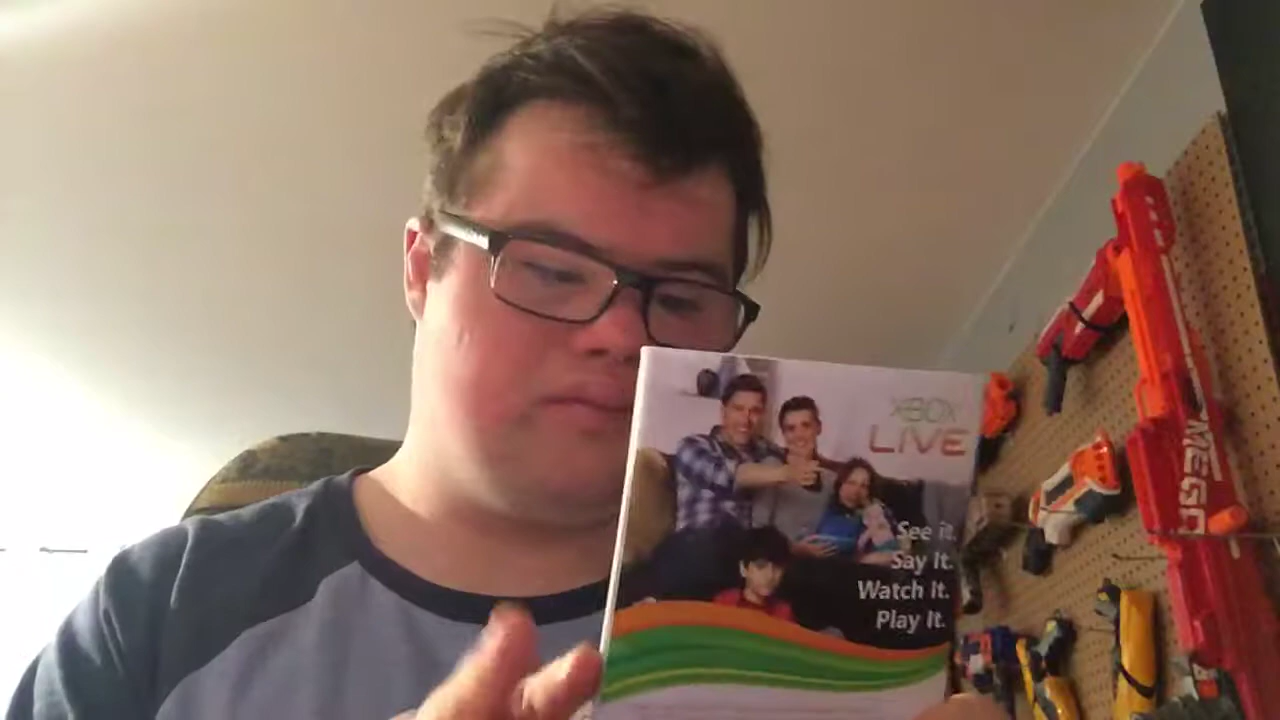 XBOX
LIVE
See it.
Say It.
Watch It.
Play It.
MEGA